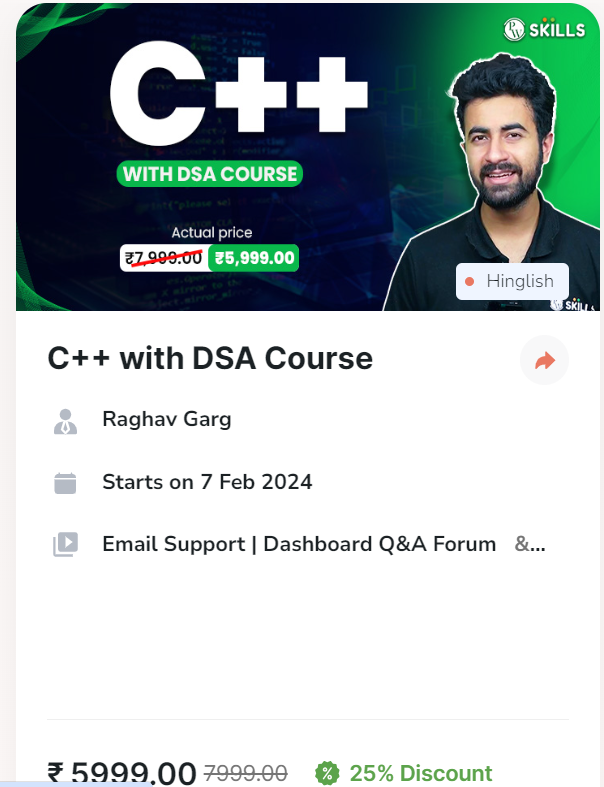 PW SKILLS
C++
WITH DSA COURSE
Actual price
₹7,999.00 ₹5,999.00
Hinglish
SKILLS
C++ with DSA Course
Raghav Garg
Starts on 7 Feb 2024
Email Support | Dashboard Q&A Forum &...
₹ 5999.00 7999.00 % 25% Discount